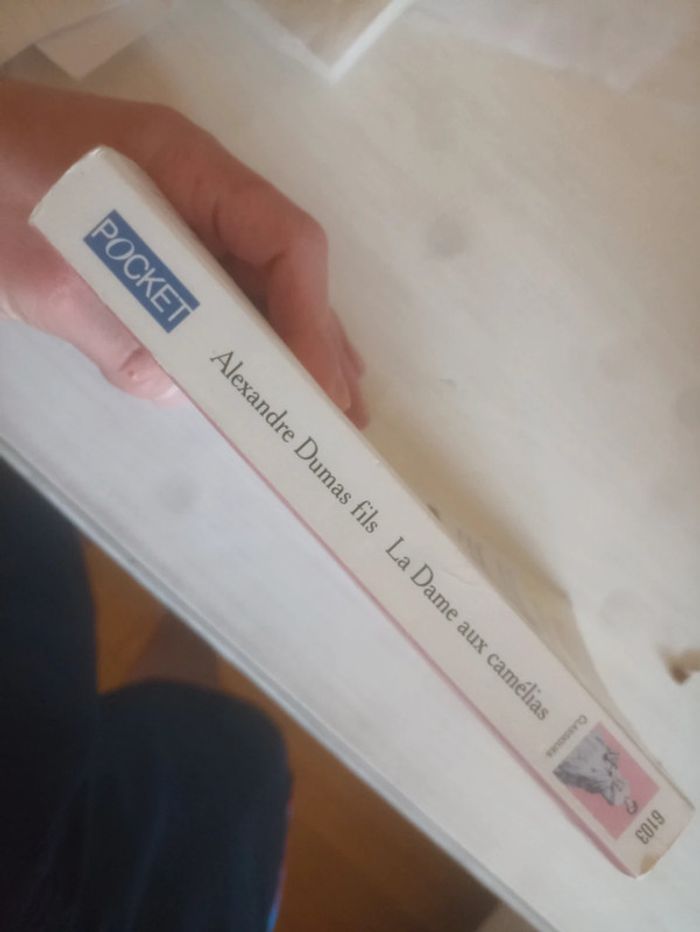 POCKET
Alexandre Dumas fils La Dame aux camélias
CLASSIQUES
6103